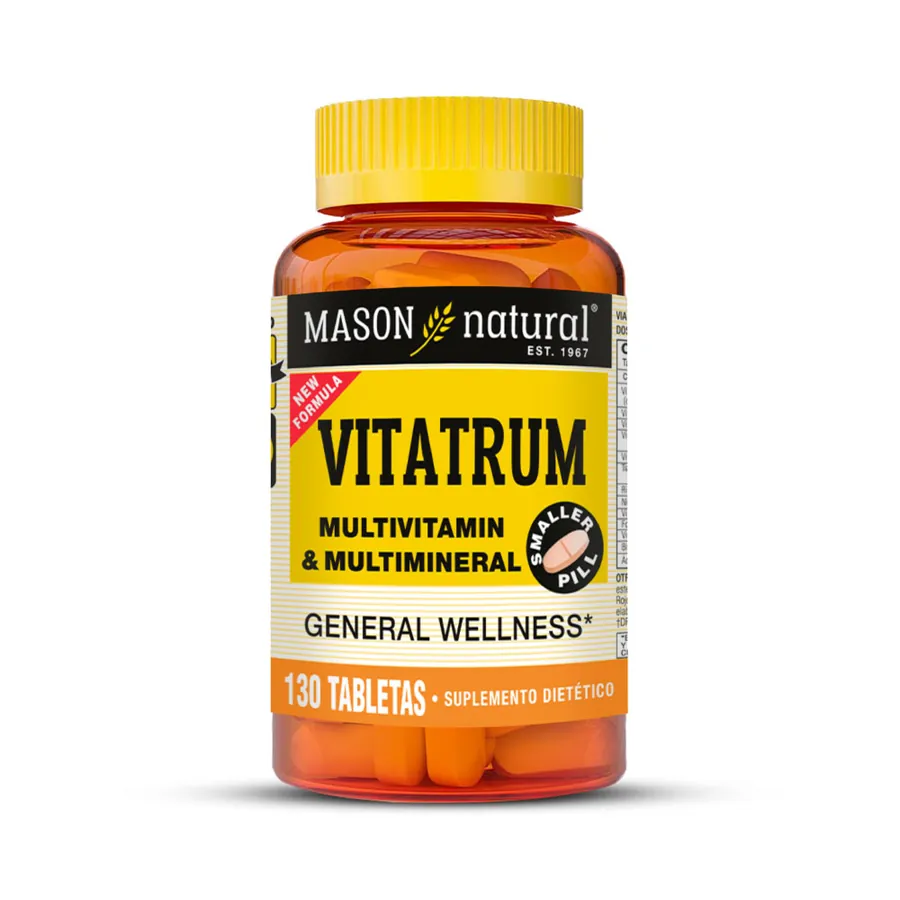 MASON natural®
EST. 1967
NEW
FORMULA
VITATRUM
MULTIVITAMIN
& MULTIMINERAL
SMALLER
PILL
GENERAL WELLNESS*
130 TABLETAS • SUPLEMENTO DIETÉTICO